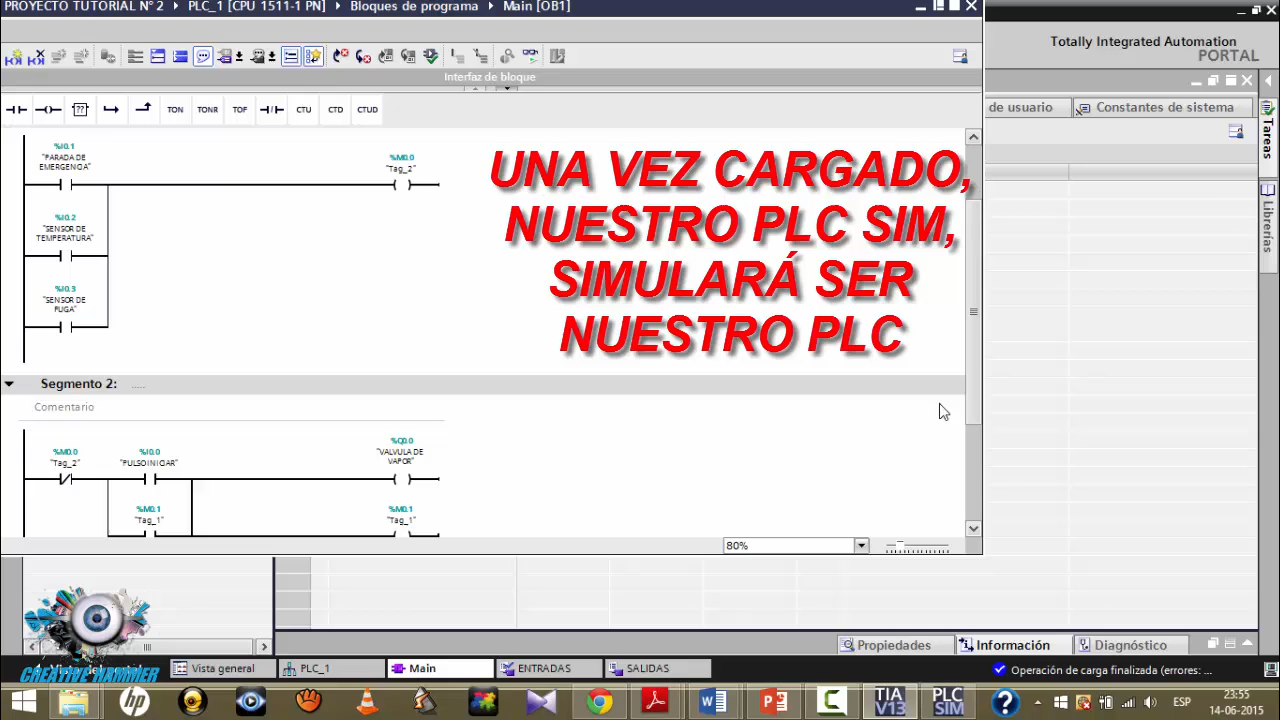 PROYECTO TUTORIAL N° 2 ▸ PLC_1 [CPU 1511-1 PN] ▸ Bloques de programa ▸ Main [OB1]
Totally Integrated Automation
PORTAL
Interfaz de bloque
?? TON TONR TOF CTU CTD CTUD
de usuario
Constantes de sistema
Tareas
Librerías
%I0.1
"PARADA DE
EMERGENCIA"
%M0.0
"Tag_2"
%I0.2
"SENSOR DE
TEMPERATURA"
%I0.3
"SENSOR DE
FUGA"
UNA VEZ CARGADO,
NUESTRO PLC SIM,
SIMULARÁ SER
NUESTRO PLC
Segmento 2: .....
Comentario
%M0.0
"Tag_2"
%I0.0
"PULSOINICIAR"
%Q0.0
"VALVULA DE
VAPOR"
%M0.1
"Tag_1"
%M0.1
"Tag_1"
80%
Propiedades
Información
Diagnóstico
CREATIVE HAMMER
Vista general
PLC_1
Main
ENTRADAS
SALIDAS
Operación de carga finalizada (errores: ...
TIA
V13
PLC
SIM
ESP
23:55
14-06-2015